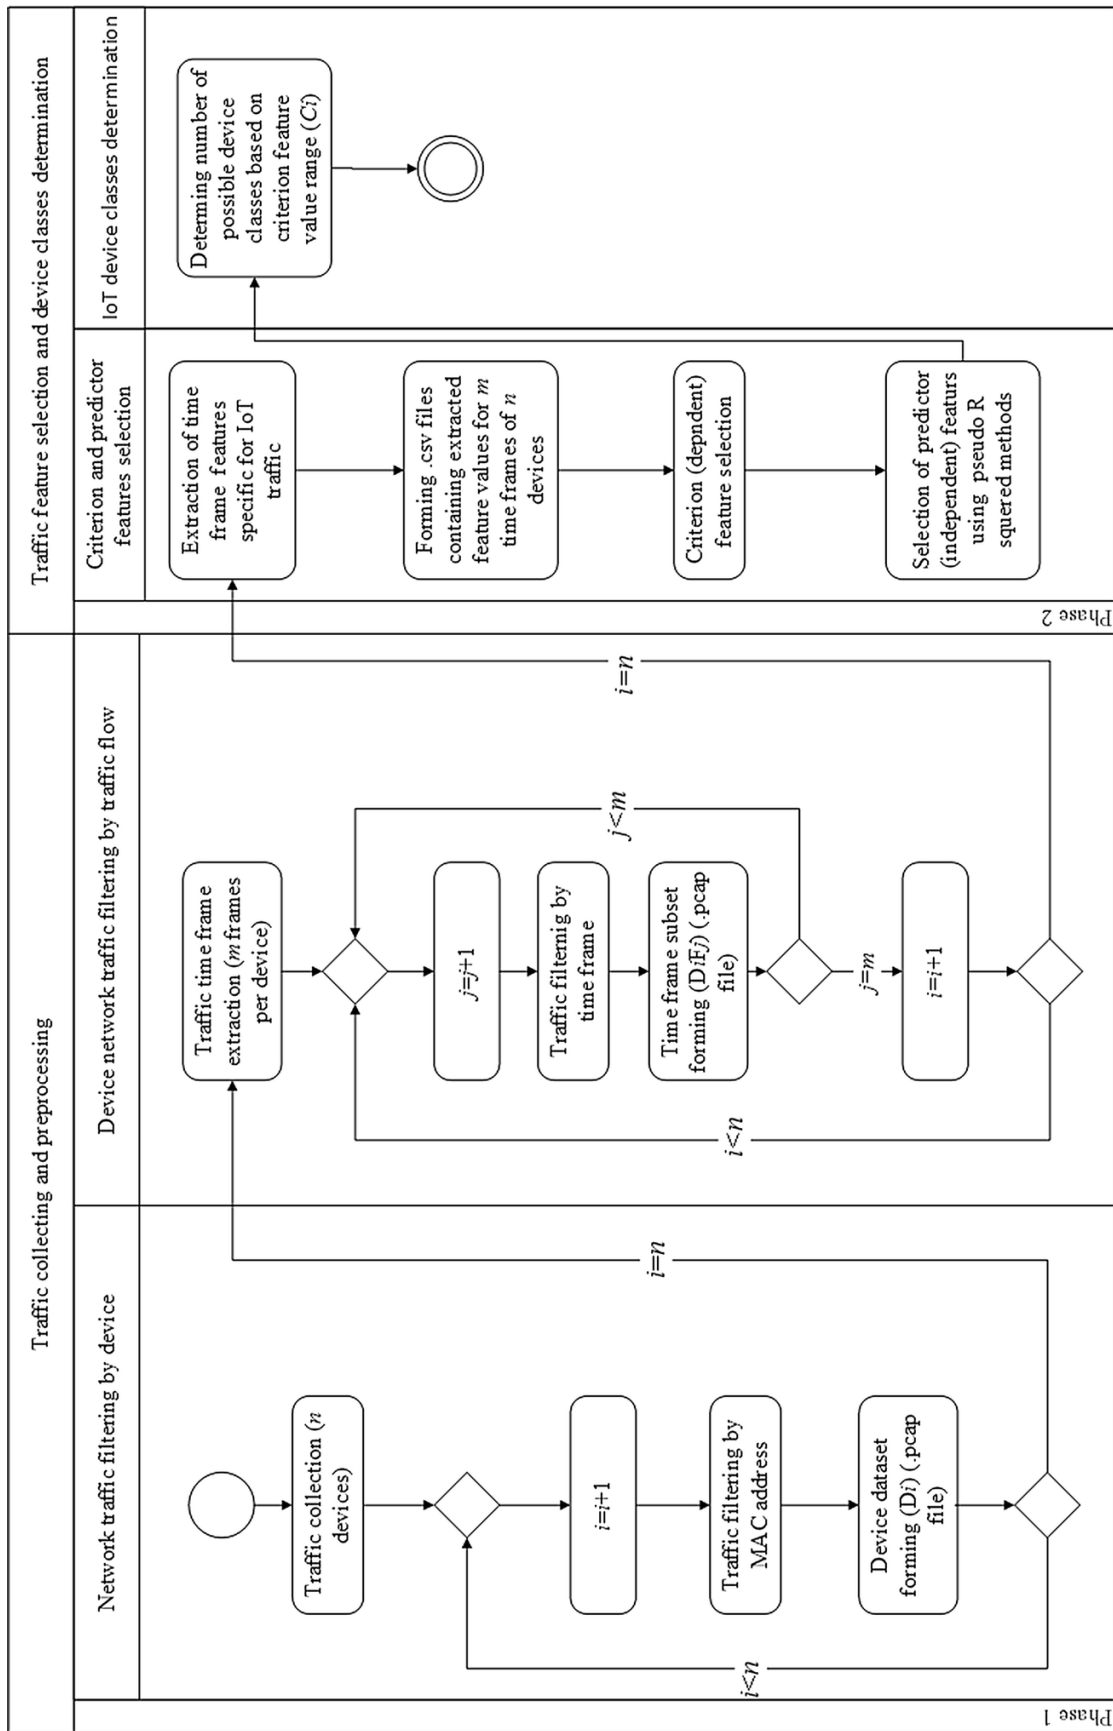 Traffic collecting and preprocessing
Traffic feature selection and device classes determination
Network traffic filtering by device
Device network traffic filtering by traffic flow
Criterion and predictor
features selection
IoT device classes determination
Phase 1
Traffic collection (n
devices)
i=i+1
Traffic filtering by
MAC address
Device dataset
forming (Di) (.pcap
file)
i<n
i=n
Traffic time frame
extraction (m frames
per device)
j=j+1
Traffic filternig by
time frame
Time frame subset
forming (DiFj) (.pcap
file)
j<m
j=m
i=i+1
i<n
i=n
Phase 2
Extraction of time
frame features
specific for IoT
traffic
Forming .csv files
containing extracted
feature values for m
time frames of n
devices
Criterion (depndent)
feature selection
Selection of predictor
(independent) featurs
using pseudo R
squered methods
Determing number of
possible device
classes based on
criterion feature
value range (Ci)